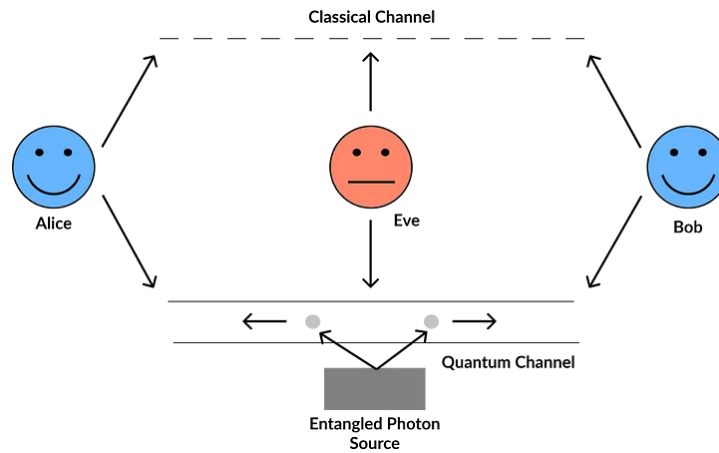 Classical Channel
Alice
Eve
Bob
Quantum Channel
Entangled Photon
Source